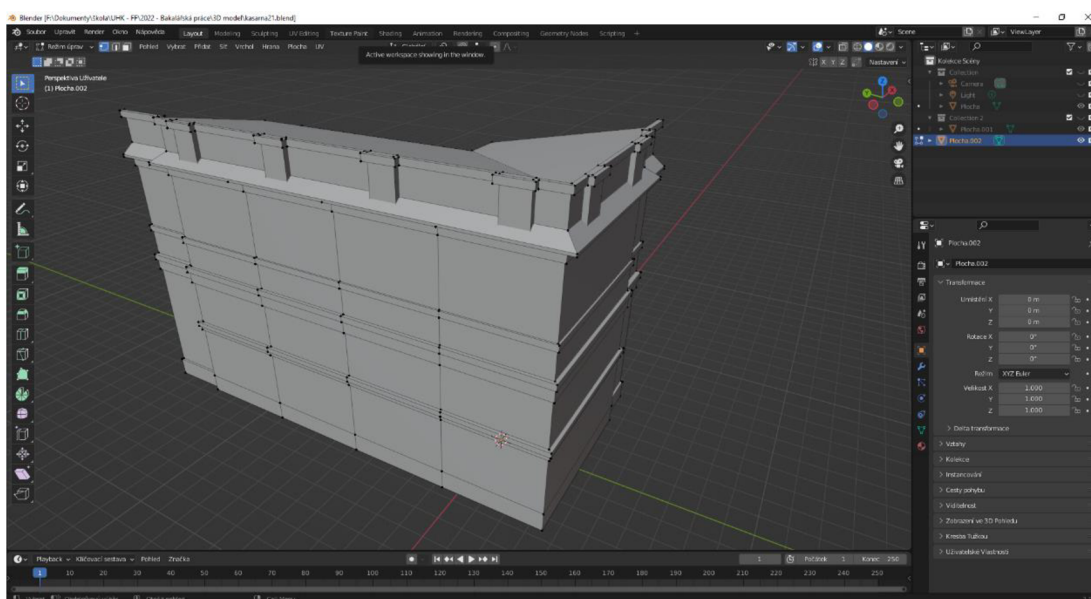 Blender [F:\Dokumenty\Škola\UHK - FF\2022 - Bakalářská práce\3D model\kasarna21.blend]
Soubor Upravit Render Okno Nápověda Layout Modeling Sculpting UV Editing Texture Paint Shading Animation Rendering Compositing Geometry Nodes Scripting + Scene ViewLayer
Režim úprav Pohled Vybrat Přidat Síť Vrchol Hrana Plocha UV
Active workspace showing in the window.
X Y Z Nastavení
Perspektiva Uživatele
(1) Plocha.002
Kolekce Scény
Collection
Camera
Light
Plocha
Collection 2
Plocha.001
Plocha.002
Plocha.002
Plocha.002
Transformace
Umístění X 0 m
Y 0 m
Z 0 m
Rotace X 0°
Y 0°
Z 0°
Režim XYZ Euler
Velikost X 1.000
Y 1.000
Z 1.000
Delta transformace
Vztahy
Kolekce
Instancování
Cesty pohybu
Viditelnost
Zobrazení ve 3D Pohledu
Kresba Tužkou
Uživatelské Vlastnosti
Playback Klíčovací sestava Pohled Značka 1 Počátek 1 Konec 250
1 10 20 30 40 50 60 70 80 90 100 110 120 130 140 150 160 170 180 190 200 210 220 230 240 250